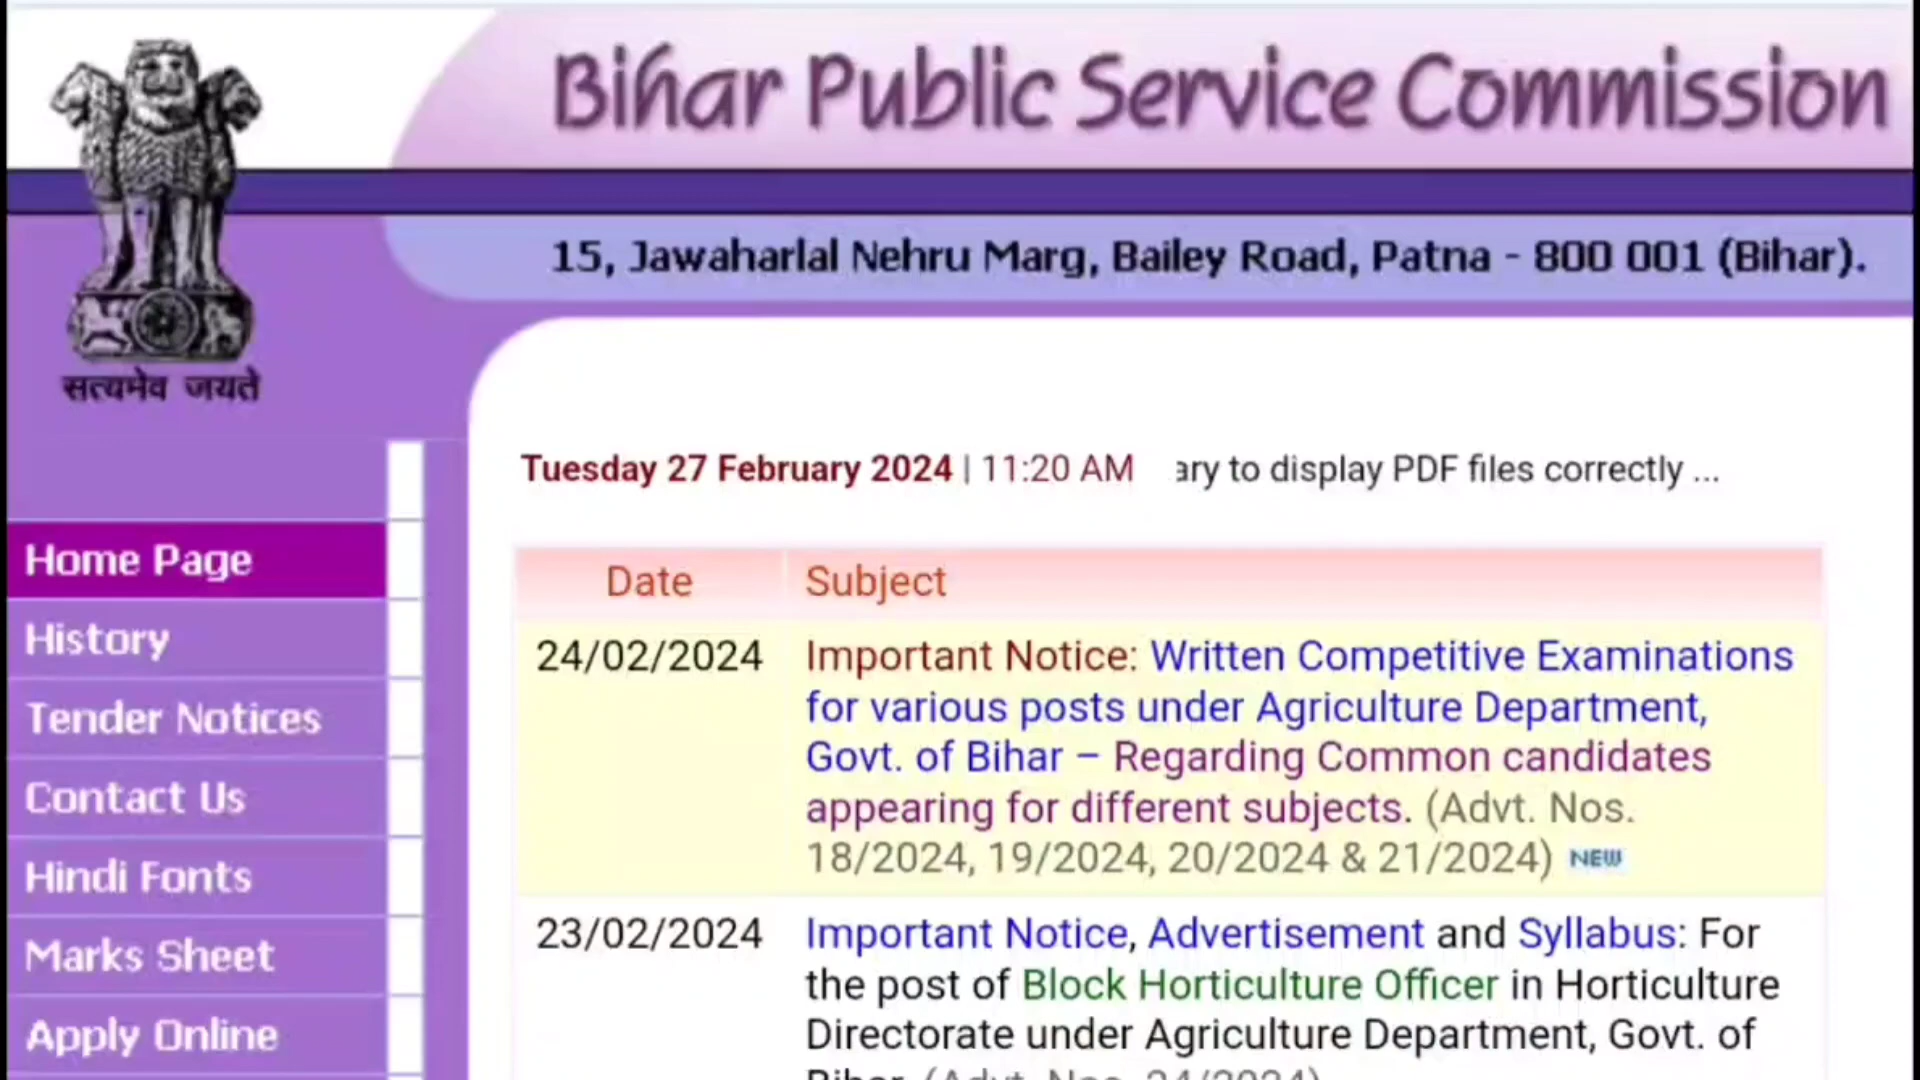 Bihar Public Service Commission
15, Jawaharlal Nehru Marg, Bailey Road, Patna - 800 001 (Bihar).
सत्यमेव जयते
Tuesday 27 February 2024 | 11:20 AM ary to display PDF files correctly ...
Home Page
History
Tender Notices
Contact Us
Hindi Fonts
Marks Sheet
Apply Online
Date Subject
24/02/2024 Important Notice: Written Competitive Examinations
for various posts under Agriculture Department,
Govt. of Bihar – Regarding Common candidates
appearing for different subjects. (Advt. Nos.
18/2024, 19/2024, 20/2024 & 21/2024) NEW
23/02/2024 Important Notice, Advertisement and Syllabus: For
the post of Block Horticulture Officer in Horticulture
Directorate under Agriculture Department, Govt. of